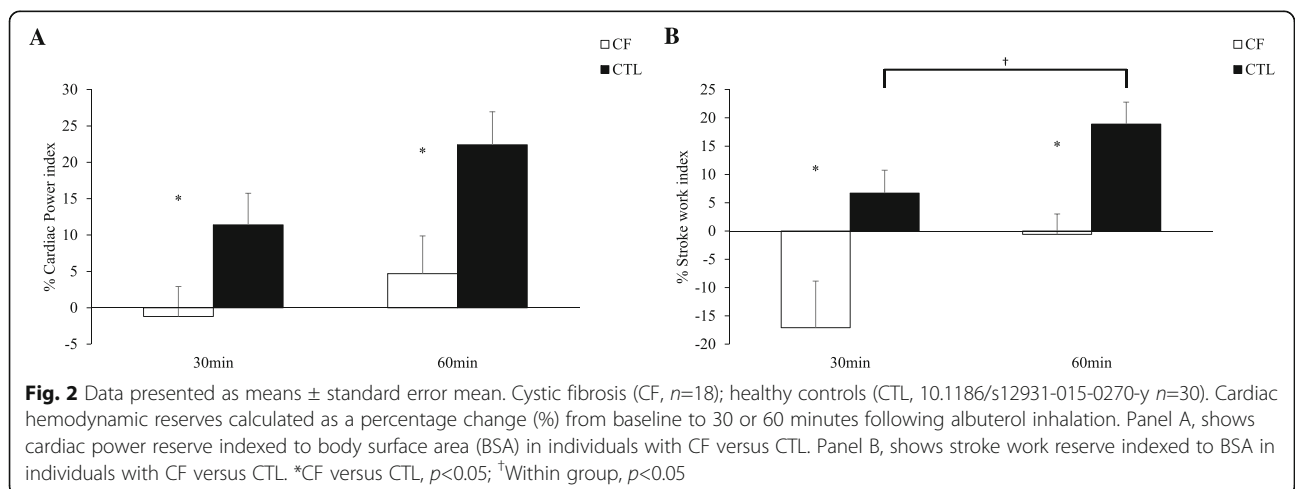 A
CF
CTL
30
25
20
15
10
5
0
-5
% Cardiac Power index
*
*
30min
60min
B
CF
CTL
†
25
20
15
10
5
0
-5
-10
-15
-20
% Stroke work index
*
*
30min
60min
Fig. 2 Data presented as means ± standard error mean. Cystic fibrosis (CF, n=18); healthy controls (CTL, 10.1186/s12931-015-0270-y n=30). Cardiac
hemodynamic reserves calculated as a percentage change (%) from baseline to 30 or 60 minutes following albuterol inhalation. Panel A, shows
cardiac power reserve indexed to body surface area (BSA) in individuals with CF versus CTL. Panel B, shows stroke work reserve indexed to BSA in
individuals with CF versus CTL. *CF versus CTL, p<0.05; †Within group, p<0.05